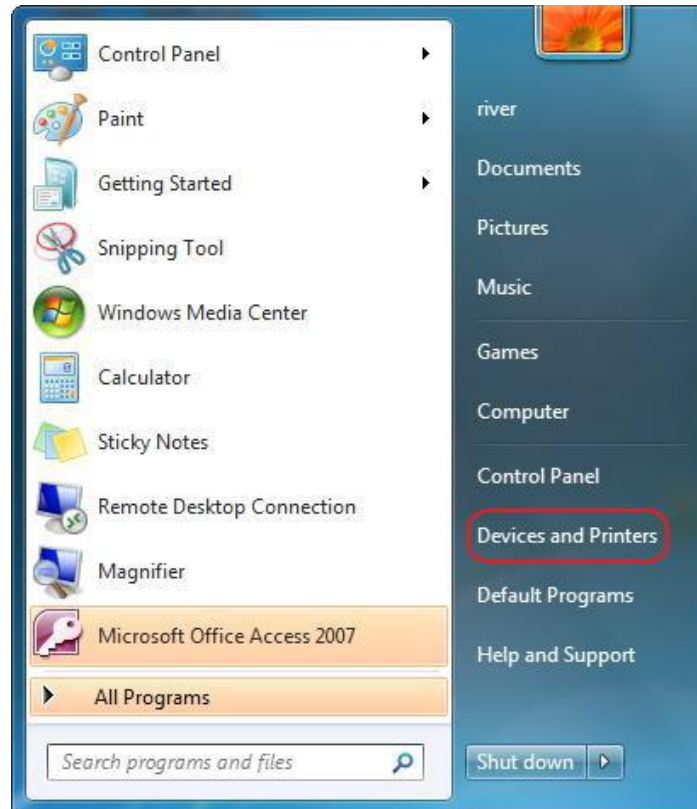 Control Panel
Paint
Getting Started
Snipping Tool
Windows Media Center
Calculator
Sticky Notes
Remote Desktop Connection
Magnifier
Microsoft Office Access 2007
All Programs
Search programs and files
river
Documents
Pictures
Music
Games
Computer
Control Panel
Devices and Printers
Default Programs
Help and Support
Shut down